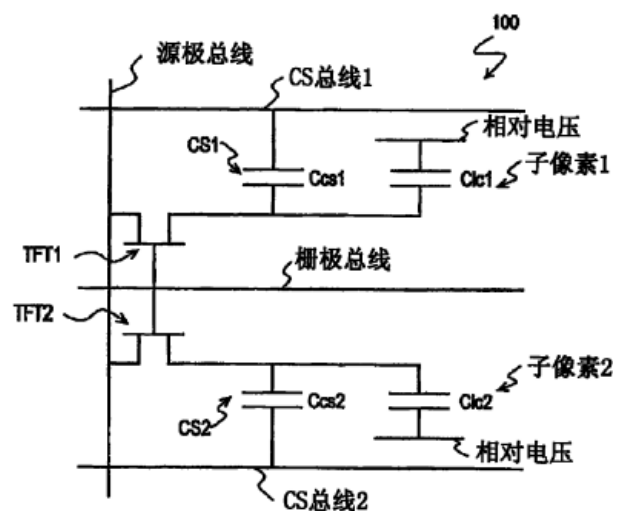 100
源极总线
CS总线1
相对电压
CS1
Ccs1
Clc1
子像素1
TFT1
栅极总线
TFT2
子像素2
Ccs2
Clc2
CS2
相对电压
CS总线2